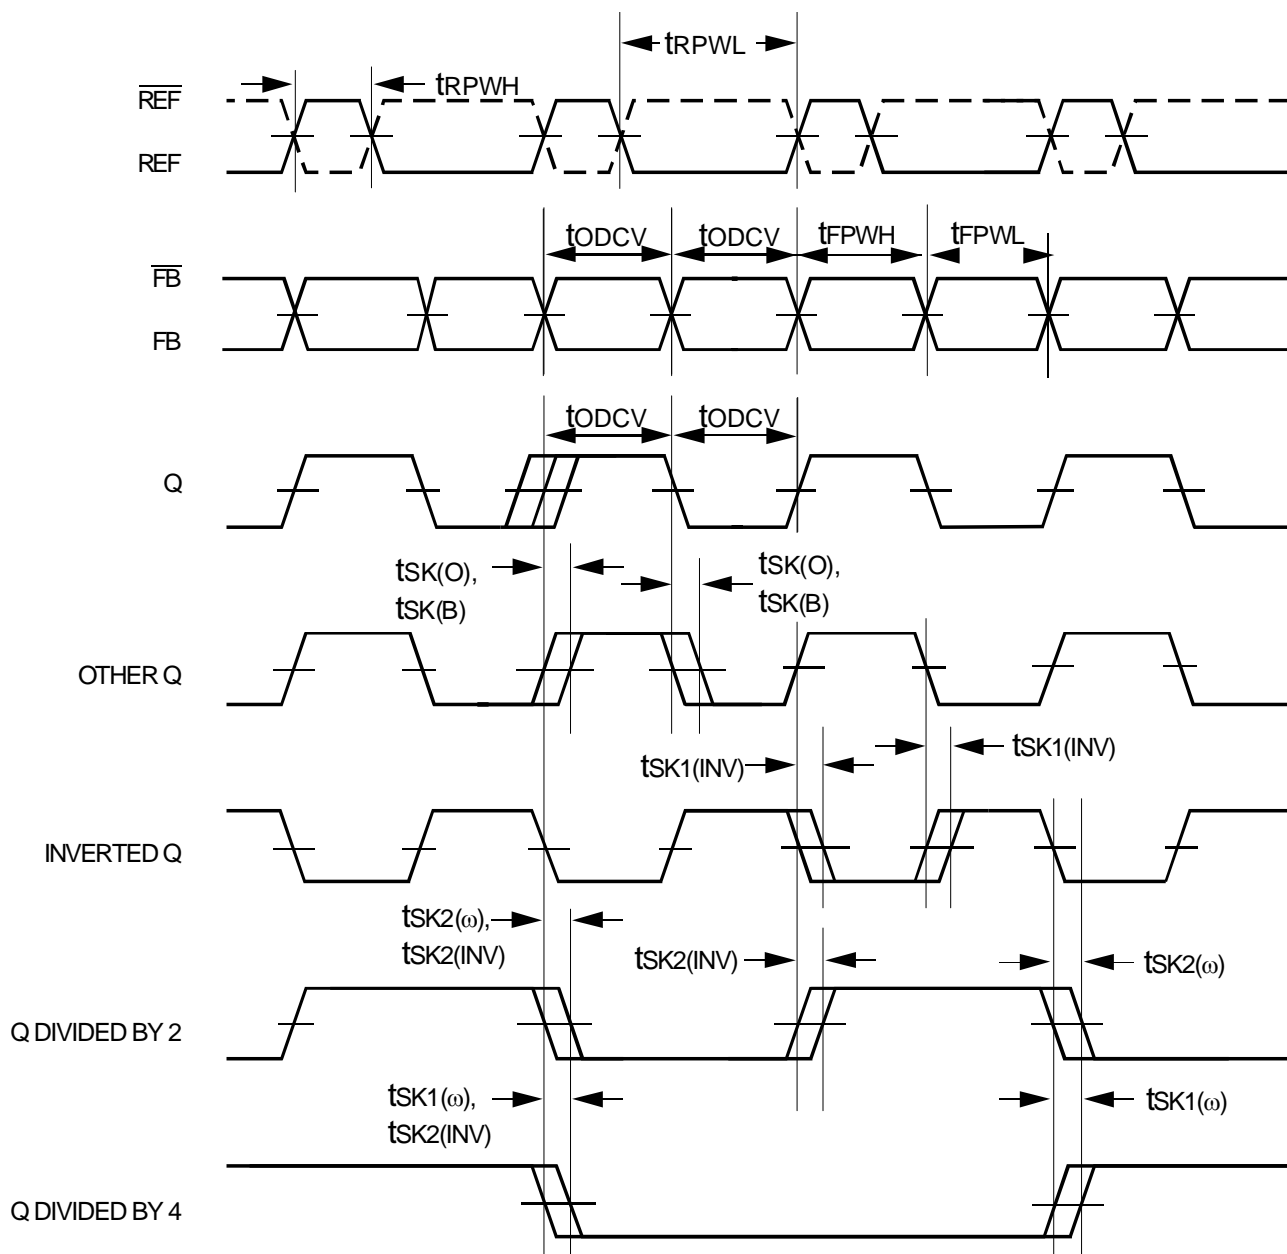 tRPWL
tRPWH
REF
REF
tODCV tODCV tFPWH tFPWL
FB
FB
tODCV tODCV
Q
tSK(O),
tSK(B)
tSK(O),
tSK(B)
OTHER Q
tSK1(INV)
tSK1(INV)
INVERTED Q
tSK2(ω),
tSK2(INV)
tSK2(INV)
tSK2(ω)
Q DIVIDED BY 2
tSK1(ω),
tSK2(INV)
tSK1(ω)
Q DIVIDED BY 4